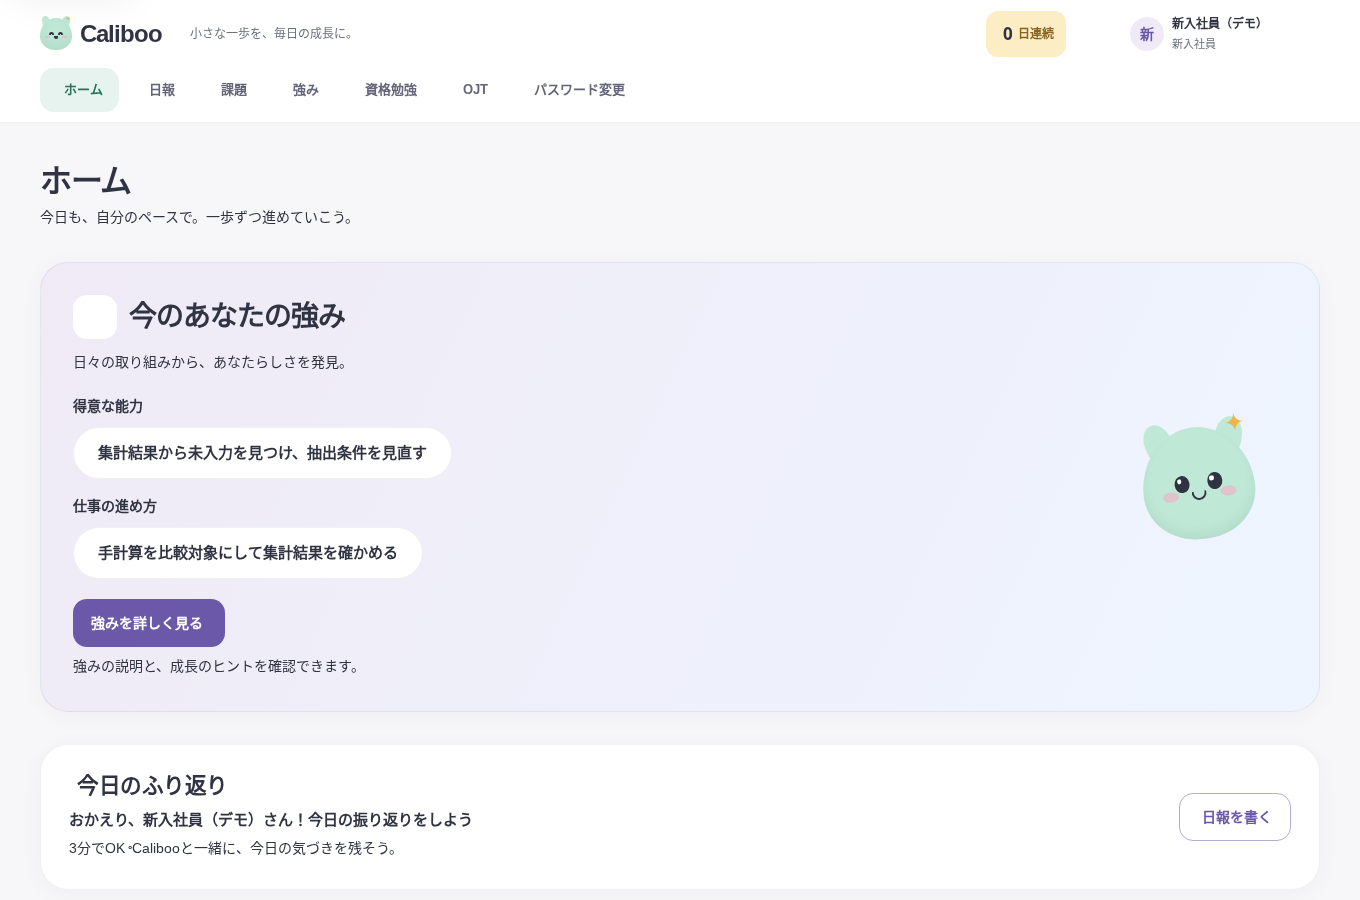 Caliboo
小さな一歩を、毎日の成長に。
0 日連続
新
新入社員（デモ）
新入社員
ホーム
日報
課題
強み
資格勉強
OJT
パスワード変更
ホーム
今日も、自分のペースで。一歩ずつ進めていこう。
今のあなたの強み
日々の取り組みから、あなたらしさを発見。
得意な能力
集計結果から未入力を見つけ、抽出条件を見直す
仕事の進め方
手計算を比較対象にして集計結果を確かめる
強みを詳しく見る
強みの説明と、成長のヒントを確認できます。
今日のふり返り
おかえり、新入社員（デモ）さん！今日の振り返りをしよう
3分でOK。Calibooと一緒に、今日の気づきを残そう。
日報を書く